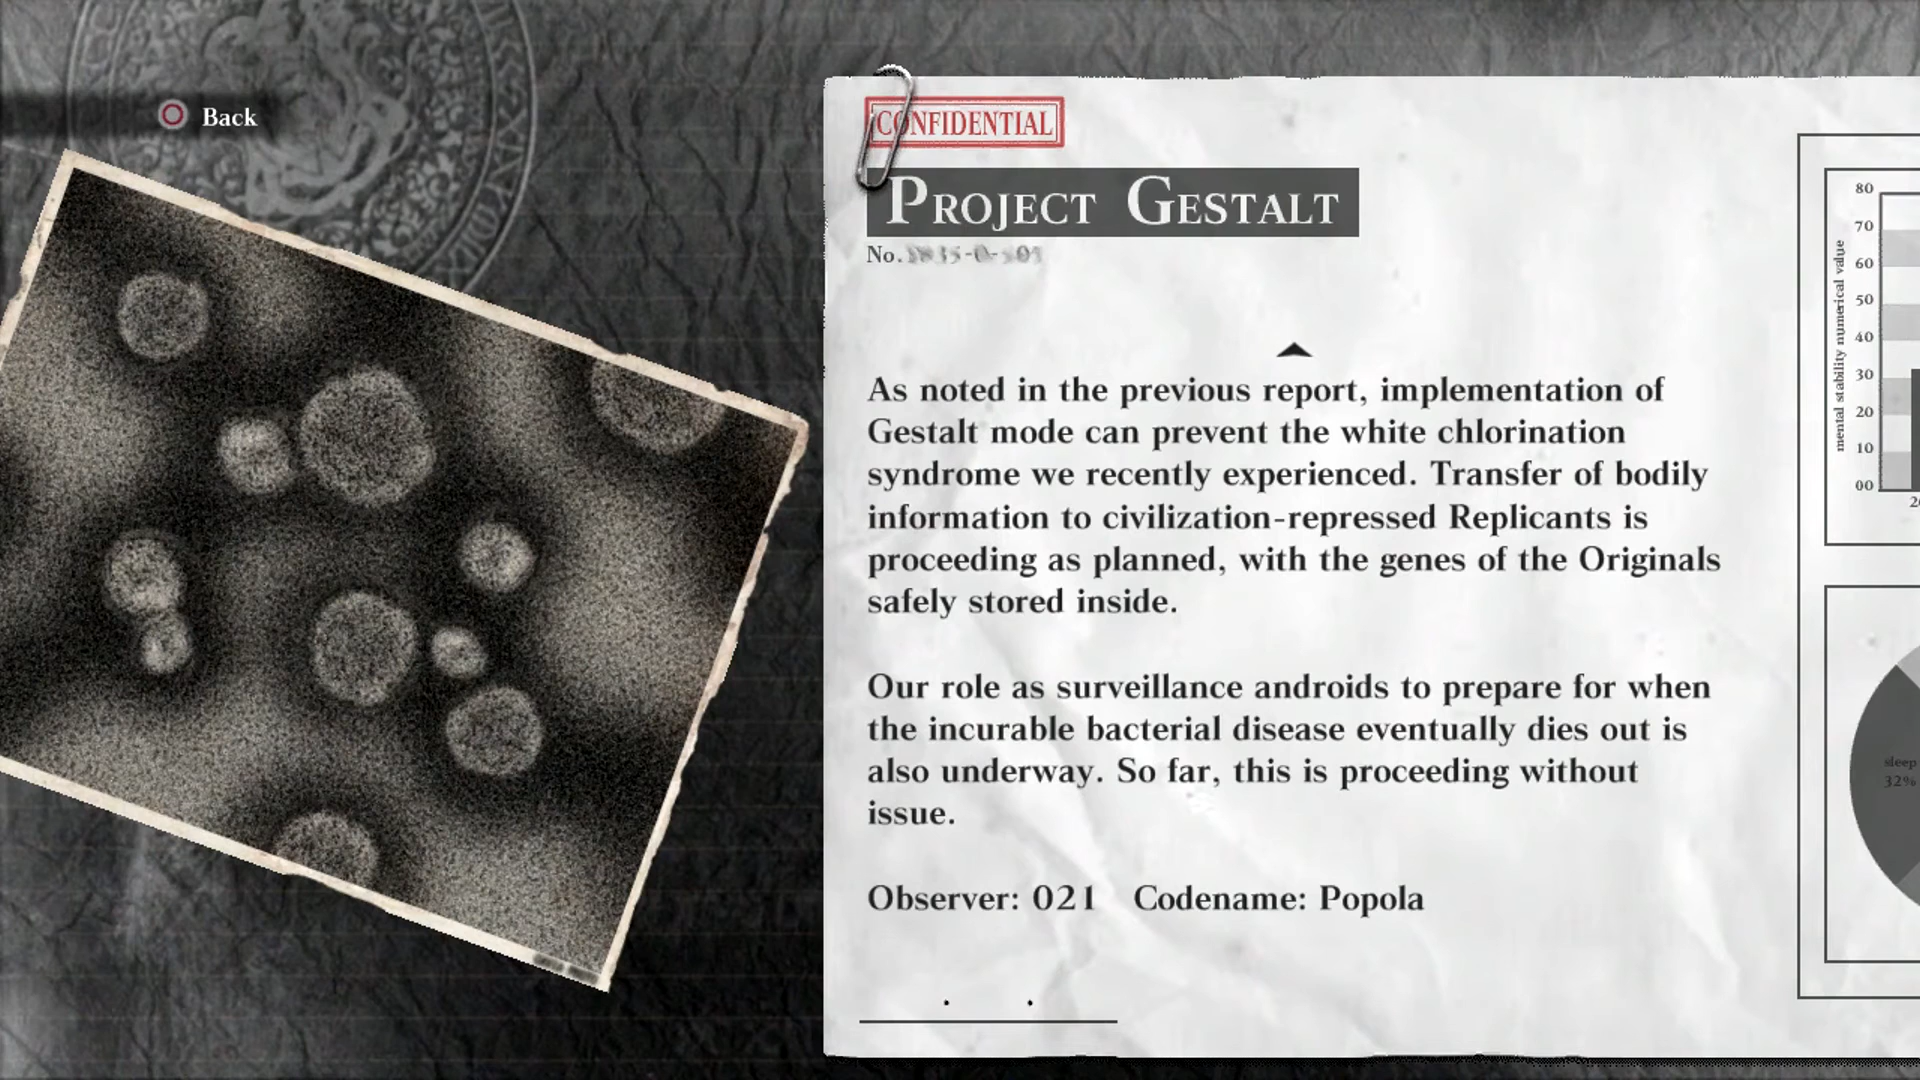 Back
CONFIDENTIAL
PROJECT GESTALT
No.
As noted in the previous report, implementation of
Gestalt mode can prevent the white chlorination
syndrome we recently experienced. Transfer of bodily
information to civilization-repressed Replicants is
proceeding as planned, with the genes of the Originals
safely stored inside.
Our role as surveillance androids to prepare for when
the incurable bacterial disease eventually dies out is
also underway. So far, this is proceeding without
issue.
Observer: 021 Codename: Popola
mental stability numerical value
80
70
60
50
40
30
20
10
00
sleep
32%